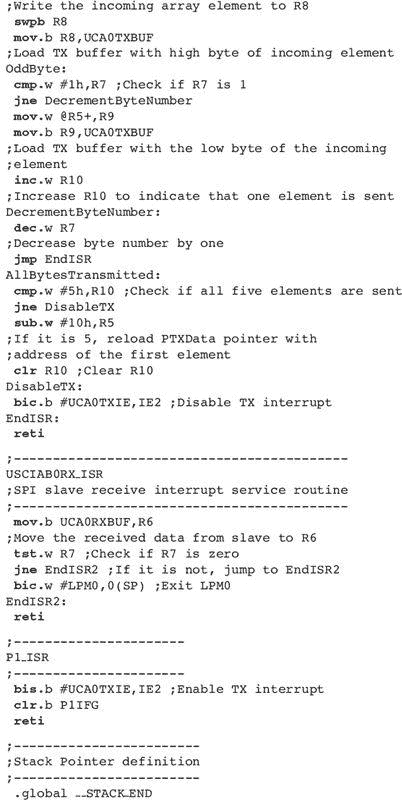 ;Write the incoming array element to R8
swpb R8
mov.b R8,UCA0TXBUF
;Load TX buffer with high byte of incoming element
OddByte:
cmp.w #1h,R7 ;Check if R7 is 1
jne DecrementByteNumber
mov.w @R5+,R9
mov.b R9,UCA0TXBUF
;Load TX buffer with the low byte of the incoming
;element
inc.w R10
;Increase R10 to indicate that one element is sent
DecrementByteNumber:
dec.w R7
;Decrease byte number by one
jmp EndISR
AllBytesTransmitted:
cmp.w #5h,R10 ;Check if all five elements are sent
jne DisableTX
sub.w #10h,R5
;If it is 5, reload PTXData pointer with
;address of the first element
clr R10 ;Clear R10
DisableTX:
bic.b #UCA0TXIE,IE2 ;Disable TX interrupt
EndISR:
reti
;------------------------------------------
USCIAB0RX_ISR
;SPI slave receive interrupt service routine
;------------------------------------------
mov.b UCA0RXBUF,R6
;Move the received data from slave to R6
tst.w R7 ;Check if R7 is zero
jne EndISR2 ;If it is not, jump to EndISR2
bic.w #LPM0,0(SP) ;Exit LPM0
EndISR2:
reti
;---------------------
P1_ISR
;---------------------
bis.b #UCA0TXIE,IE2 ;Enable TX interrupt
clr.b P1IFG
reti
;-----------------------
;Stack Pointer definition
;-----------------------
.global __STACK_END